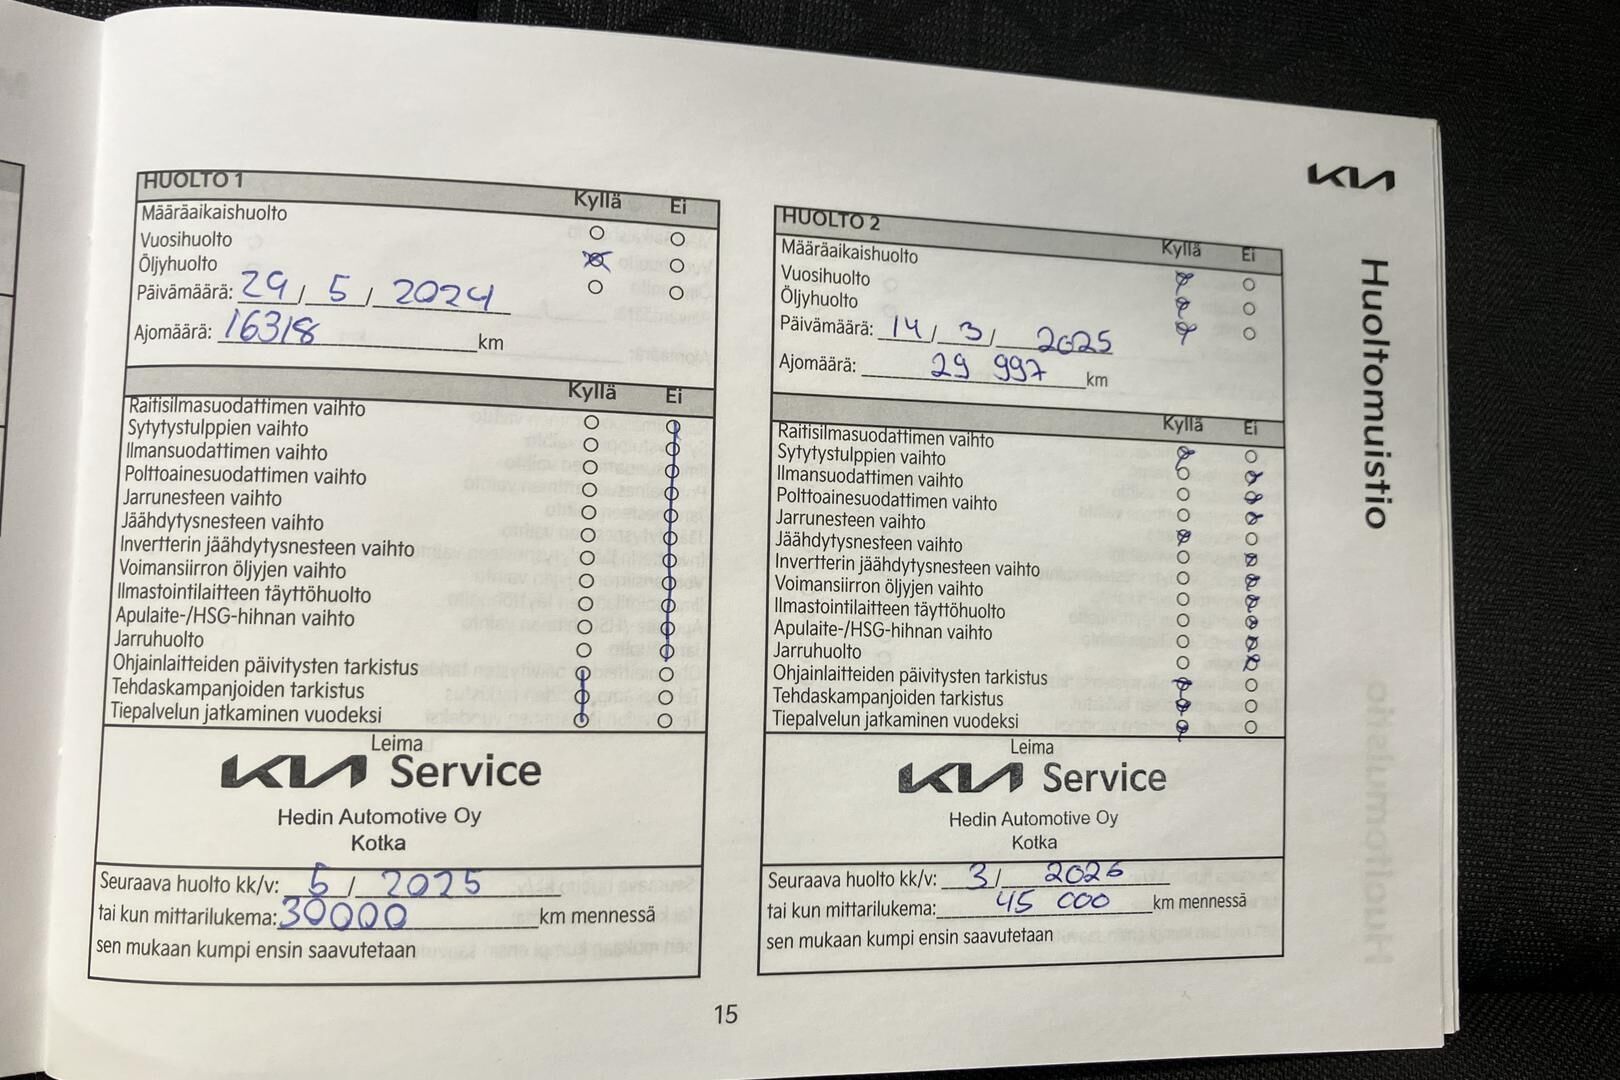 HUOLTO 1
Kyllä Ei
Määräaikaishuolto
Vuosihuolto
Öljyhuolto
Päivämäärä: 29 / 5 / 2024
Ajomäärä: 16318 km
Kyllä Ei
Raitisilmasuodattimen vaihto
Sytytystulppien vaihto
Ilmansuodattimen vaihto
Polttoainesuodattimen vaihto
Jarrunesteen vaihto
Jäähdytysnesteen vaihto
Invertterin jäähdytysnesteen vaihto
Voimansiirron öljyjen vaihto
Ilmastointilaitteen täyttöhuolto
Apulaite-/HSG-hihnan vaihto
Jarruhuolto
Ohjainlaitteiden päivitysten tarkistus
Tehdaskampanjoiden tarkistus
Tiepalvelun jatkaminen vuodeksi
Leima
KIA Service
Hedin Automotive Oy
Kotka
Seuraava huolto kk/v: 5 / 2025
tai kun mittarilukema: 30000 km mennessä
sen mukaan kumpi ensin saavutetaan
HUOLTO 2
Kyllä Ei
Määräaikaishuolto
Vuosihuolto
Öljyhuolto
Päivämäärä: 14 / 3 / 2025
Ajomäärä: 29 997 km
Kyllä Ei
Raitisilmasuodattimen vaihto
Sytytystulppien vaihto
Ilmansuodattimen vaihto
Polttoainesuodattimen vaihto
Jarrunesteen vaihto
Jäähdytysnesteen vaihto
Invertterin jäähdytysnesteen vaihto
Voimansiirron öljyjen vaihto
Ilmastointilaitteen täyttöhuolto
Apulaite-/HSG-hihnan vaihto
Jarruhuolto
Ohjainlaitteiden päivitysten tarkistus
Tehdaskampanjoiden tarkistus
Tiepalvelun jatkaminen vuodeksi
Leima
KIA Service
Hedin Automotive Oy
Kotka
Seuraava huolto kk/v: 3 / 2026
tai kun mittarilukema: 45 000 km mennessä
sen mukaan kumpi ensin saavutetaan
KIA
Huoltomuistio
15